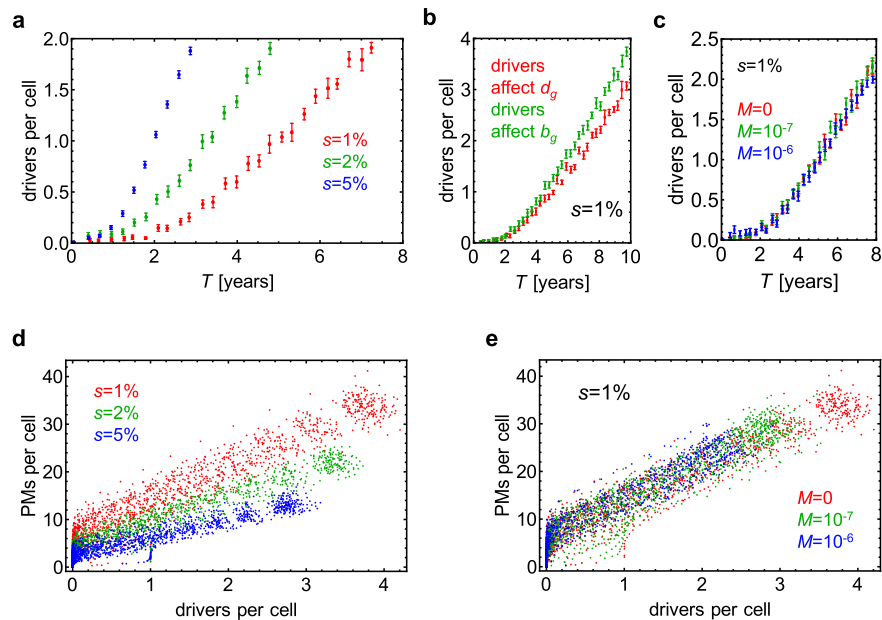 a
drivers per cell
2.0
1.5
1.0
0.5
0.0
s=1%
s=2%
s=5%
0 2 4 6 8
T [years]
b
drivers per cell
4
3
2
1
0
drivers
affect dg
drivers
affect bg
s=1%
0 2 4 6 8 10
T [years]
c
drivers per cell
2.5
2.0
1.5
1.0
0.5
0.0
s=1%
M=0
M=10-7
M=10-6
0 2 4 6 8
T [years]
d
PMs per cell
40
30
20
10
0
s=1%
s=2%
s=5%
0 1 2 3 4
drivers per cell
e
PMs per cell
40
30
20
10
0
s=1%
M=0
M=10-7
M=10-6
0 1 2 3 4
drivers per cell